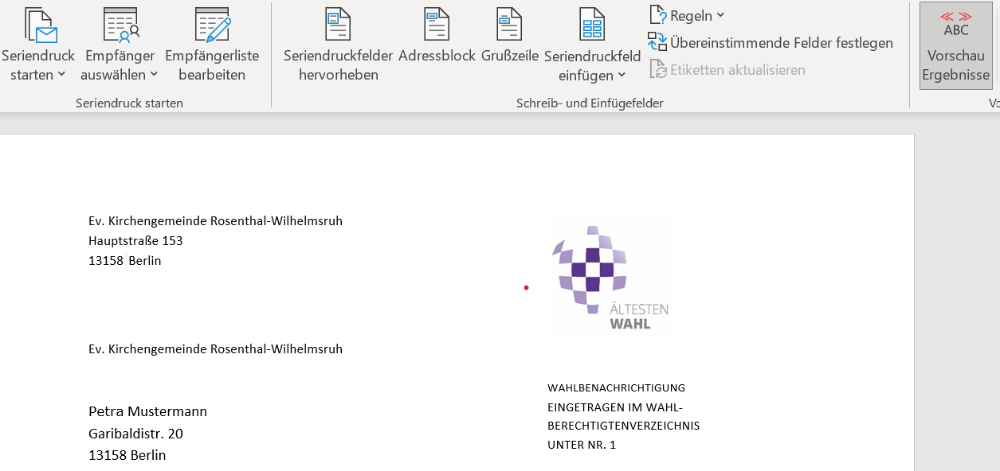 Seriendruck starten
Empfänger auswählen
Empfängerliste bearbeiten
Seriendruckfelder hervorheben
Adressblock
Grußzeile
Seriendruckfeld einfügen
Regeln
Übereinstimmende Felder festlegen
Etiketten aktualisieren
ABC
Vorschau Ergebnisse
Seriendruck starten
Schreib- und Einfügefelder
Ev. Kirchengemeinde Rosenthal-Wilhelmsruh
Hauptstraße 153
13158 Berlin
ÄLTESTEN
WAHL
Ev. Kirchengemeinde Rosenthal-Wilhelmsruh
Petra Mustermann
Garibaldistr. 20
13158 Berlin
WAHLBENACHRICHTIGUNG
EINGETRAGEN IM WAHL-
BERECHTIGTENVERZEICHNIS
UNTER NR. 1